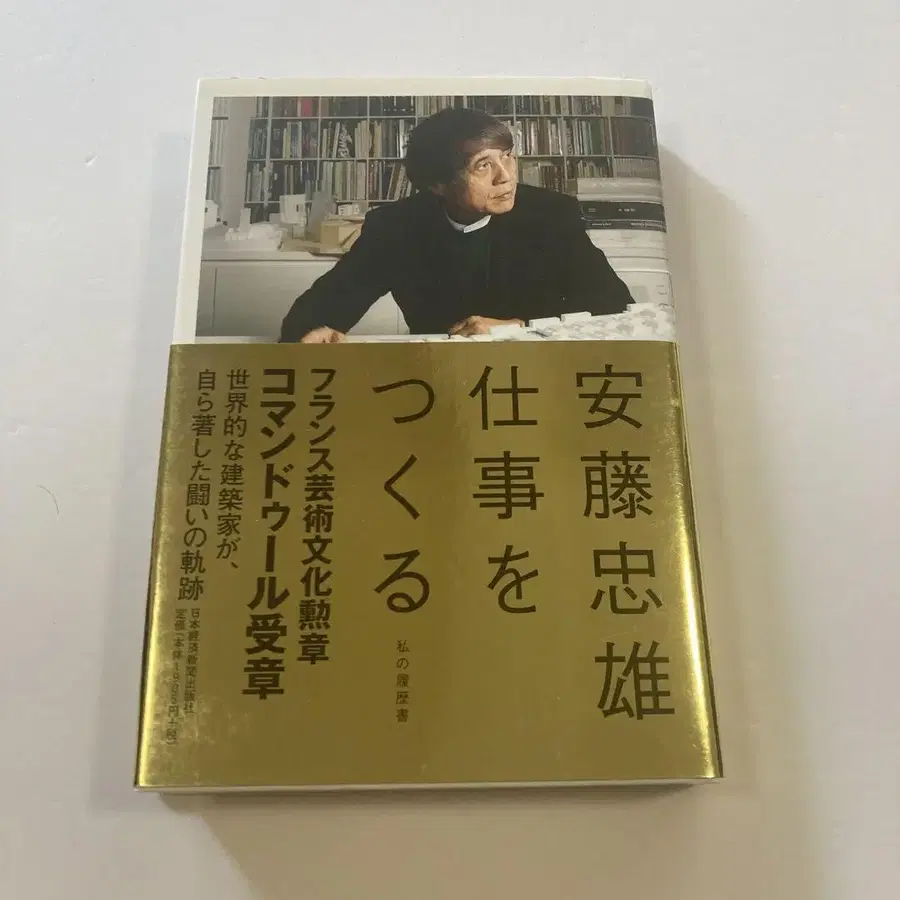 安藤忠雄
仕事を
つくる
私の履歴書
フランス芸術文化勲章
コマンドゥール受章
世界的な建築家が、
自ら著した闘いの軌跡
日本経済新聞出版社